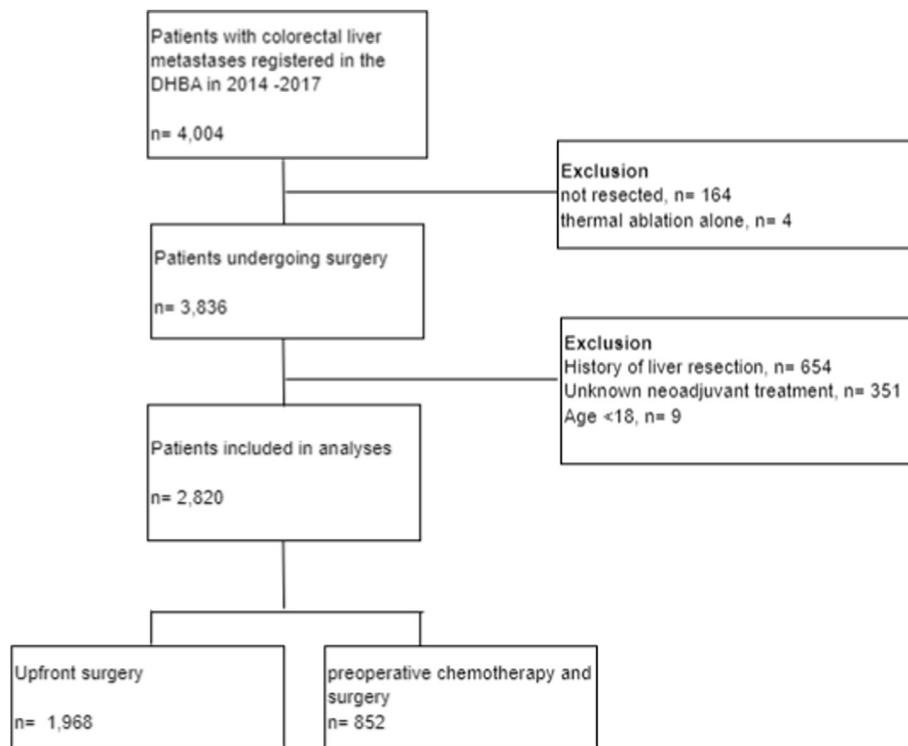 Patients with colorectal liver
metastases registered in the
DHBA in 2014 -2017
n= 4,004
Exclusion
not resected, n= 164
thermal ablation alone, n= 4
Patients undergoing surgery
n= 3,836
Exclusion
History of liver resection, n= 654
Unknown neoadjuvant treatment, n= 351
Age <18, n= 9
Patients included in analyses
n= 2,820
Upfront surgery
n=  1,968
preoperative chemotherapy and
surgery
n= 852